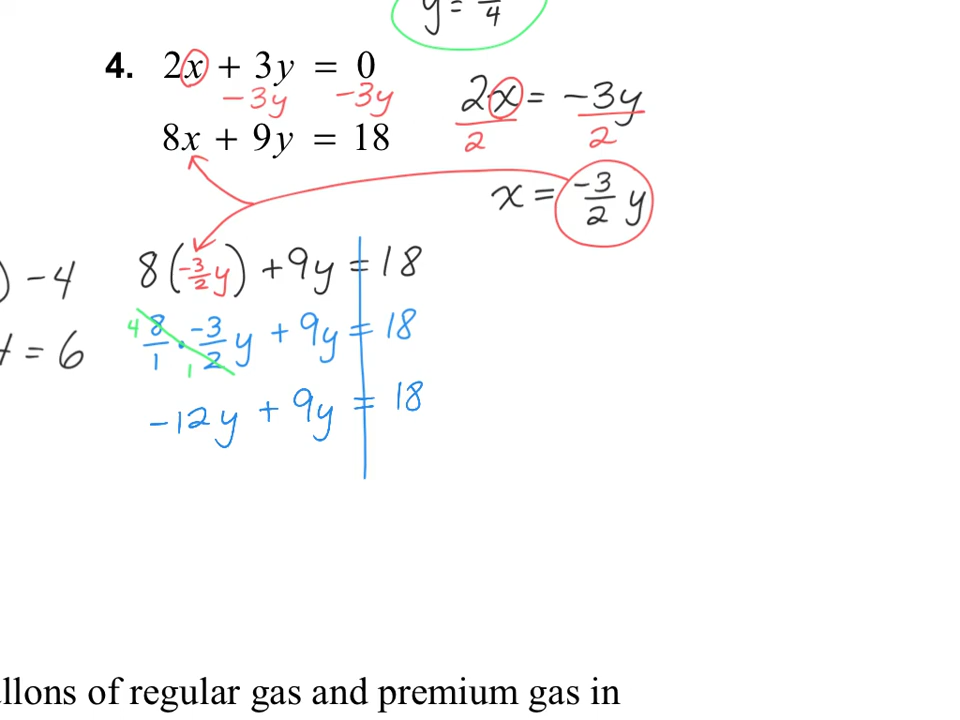 y = — 4
4. 2x + 3y = 0
-3y -3y
8x + 9y = 18
2x = -3y
2 2
x = -3/2 y
) -4
8(-3/2 y) + 9y = 18
= 6
4 8/1 · -3/2 y + 9y = 18
1
-12y + 9y = 18
llons of regular gas and premium gas in